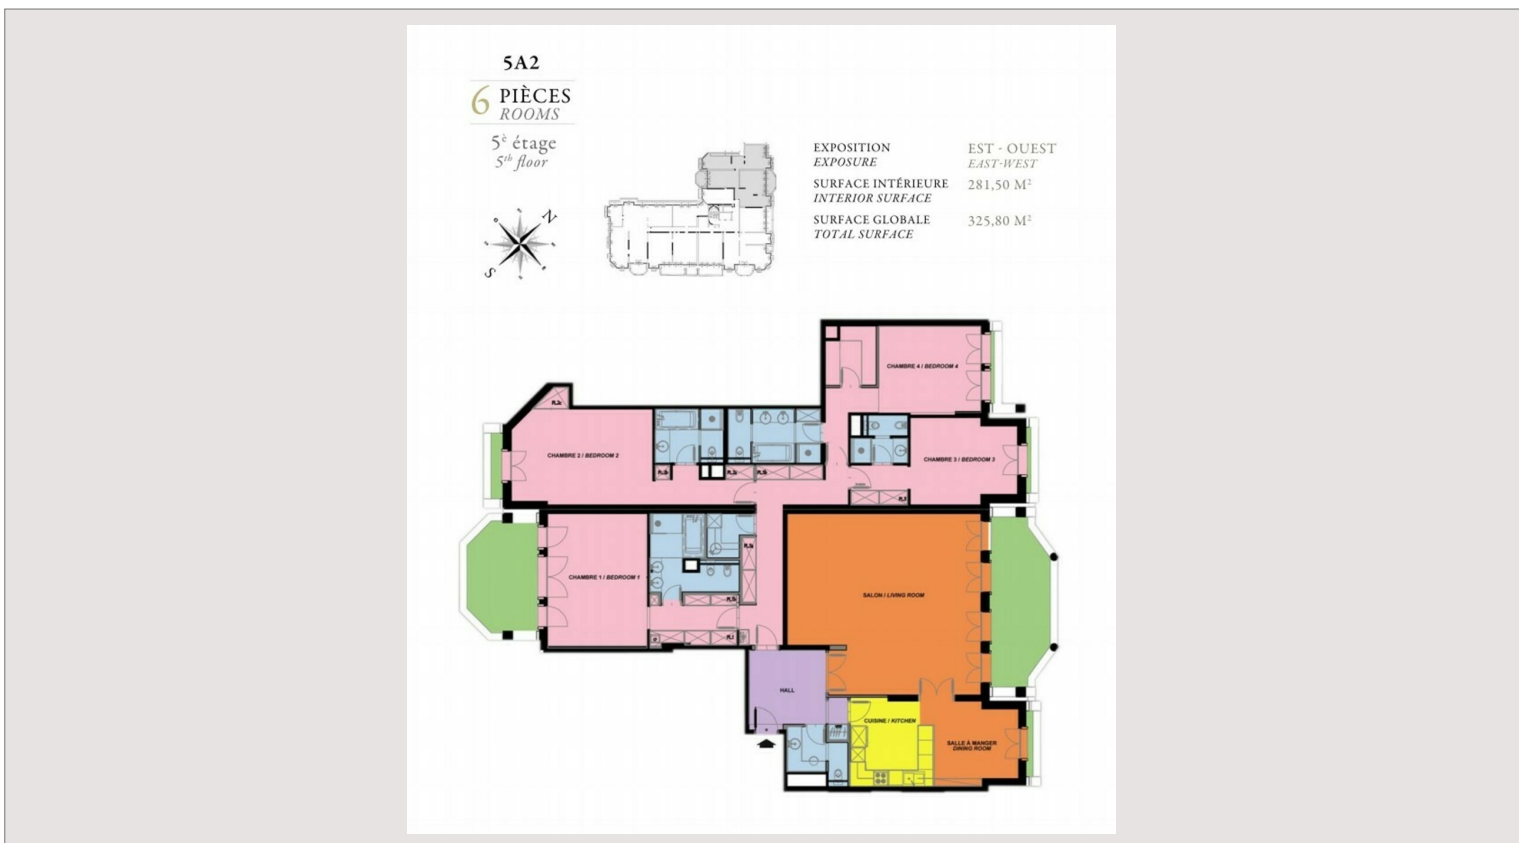 5A2
6 PIÈCES
ROOMS
5è étage
5th floor
N
S
EXPOSITION
EXPOSURE
EST - OUEST
EAST-WEST
SURFACE INTÉRIEURE
INTERIOR SURFACE
281,50 M²
SURFACE GLOBALE
TOTAL SURFACE
325,80 M²
CHAMBRE 4 / BEDROOM 4
CHAMBRE 2 / BEDROOM 2
CHAMBRE 3 / BEDROOM 3
CHAMBRE 1 / BEDROOM 1
SALON / LIVING ROOM
HALL
CUISINE / KITCHEN
SALLE À MANGER
DINING ROOM